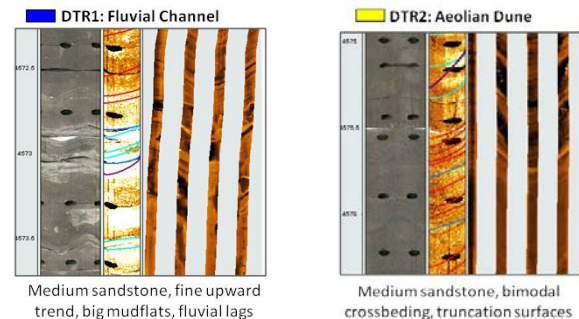 DTR1: Fluvial Channel
DTR2: Aeolian Dune
4572.5
4573
4573.5
4575
4575.5
4576
Medium sandstone, fine upward
trend, big mudflats, fluvial lags
Medium sandstone, bimodal
crossbeding, truncation surfaces